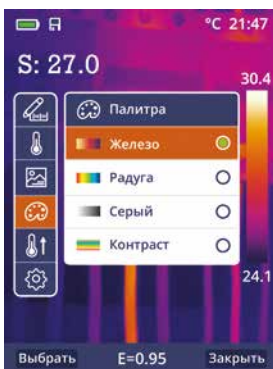 °C 21:47
S: 27.0
30.4
Палитра
Железо
Радуга
Серый
Контраст
24.1
Выбрать E=0.95 Закрыть